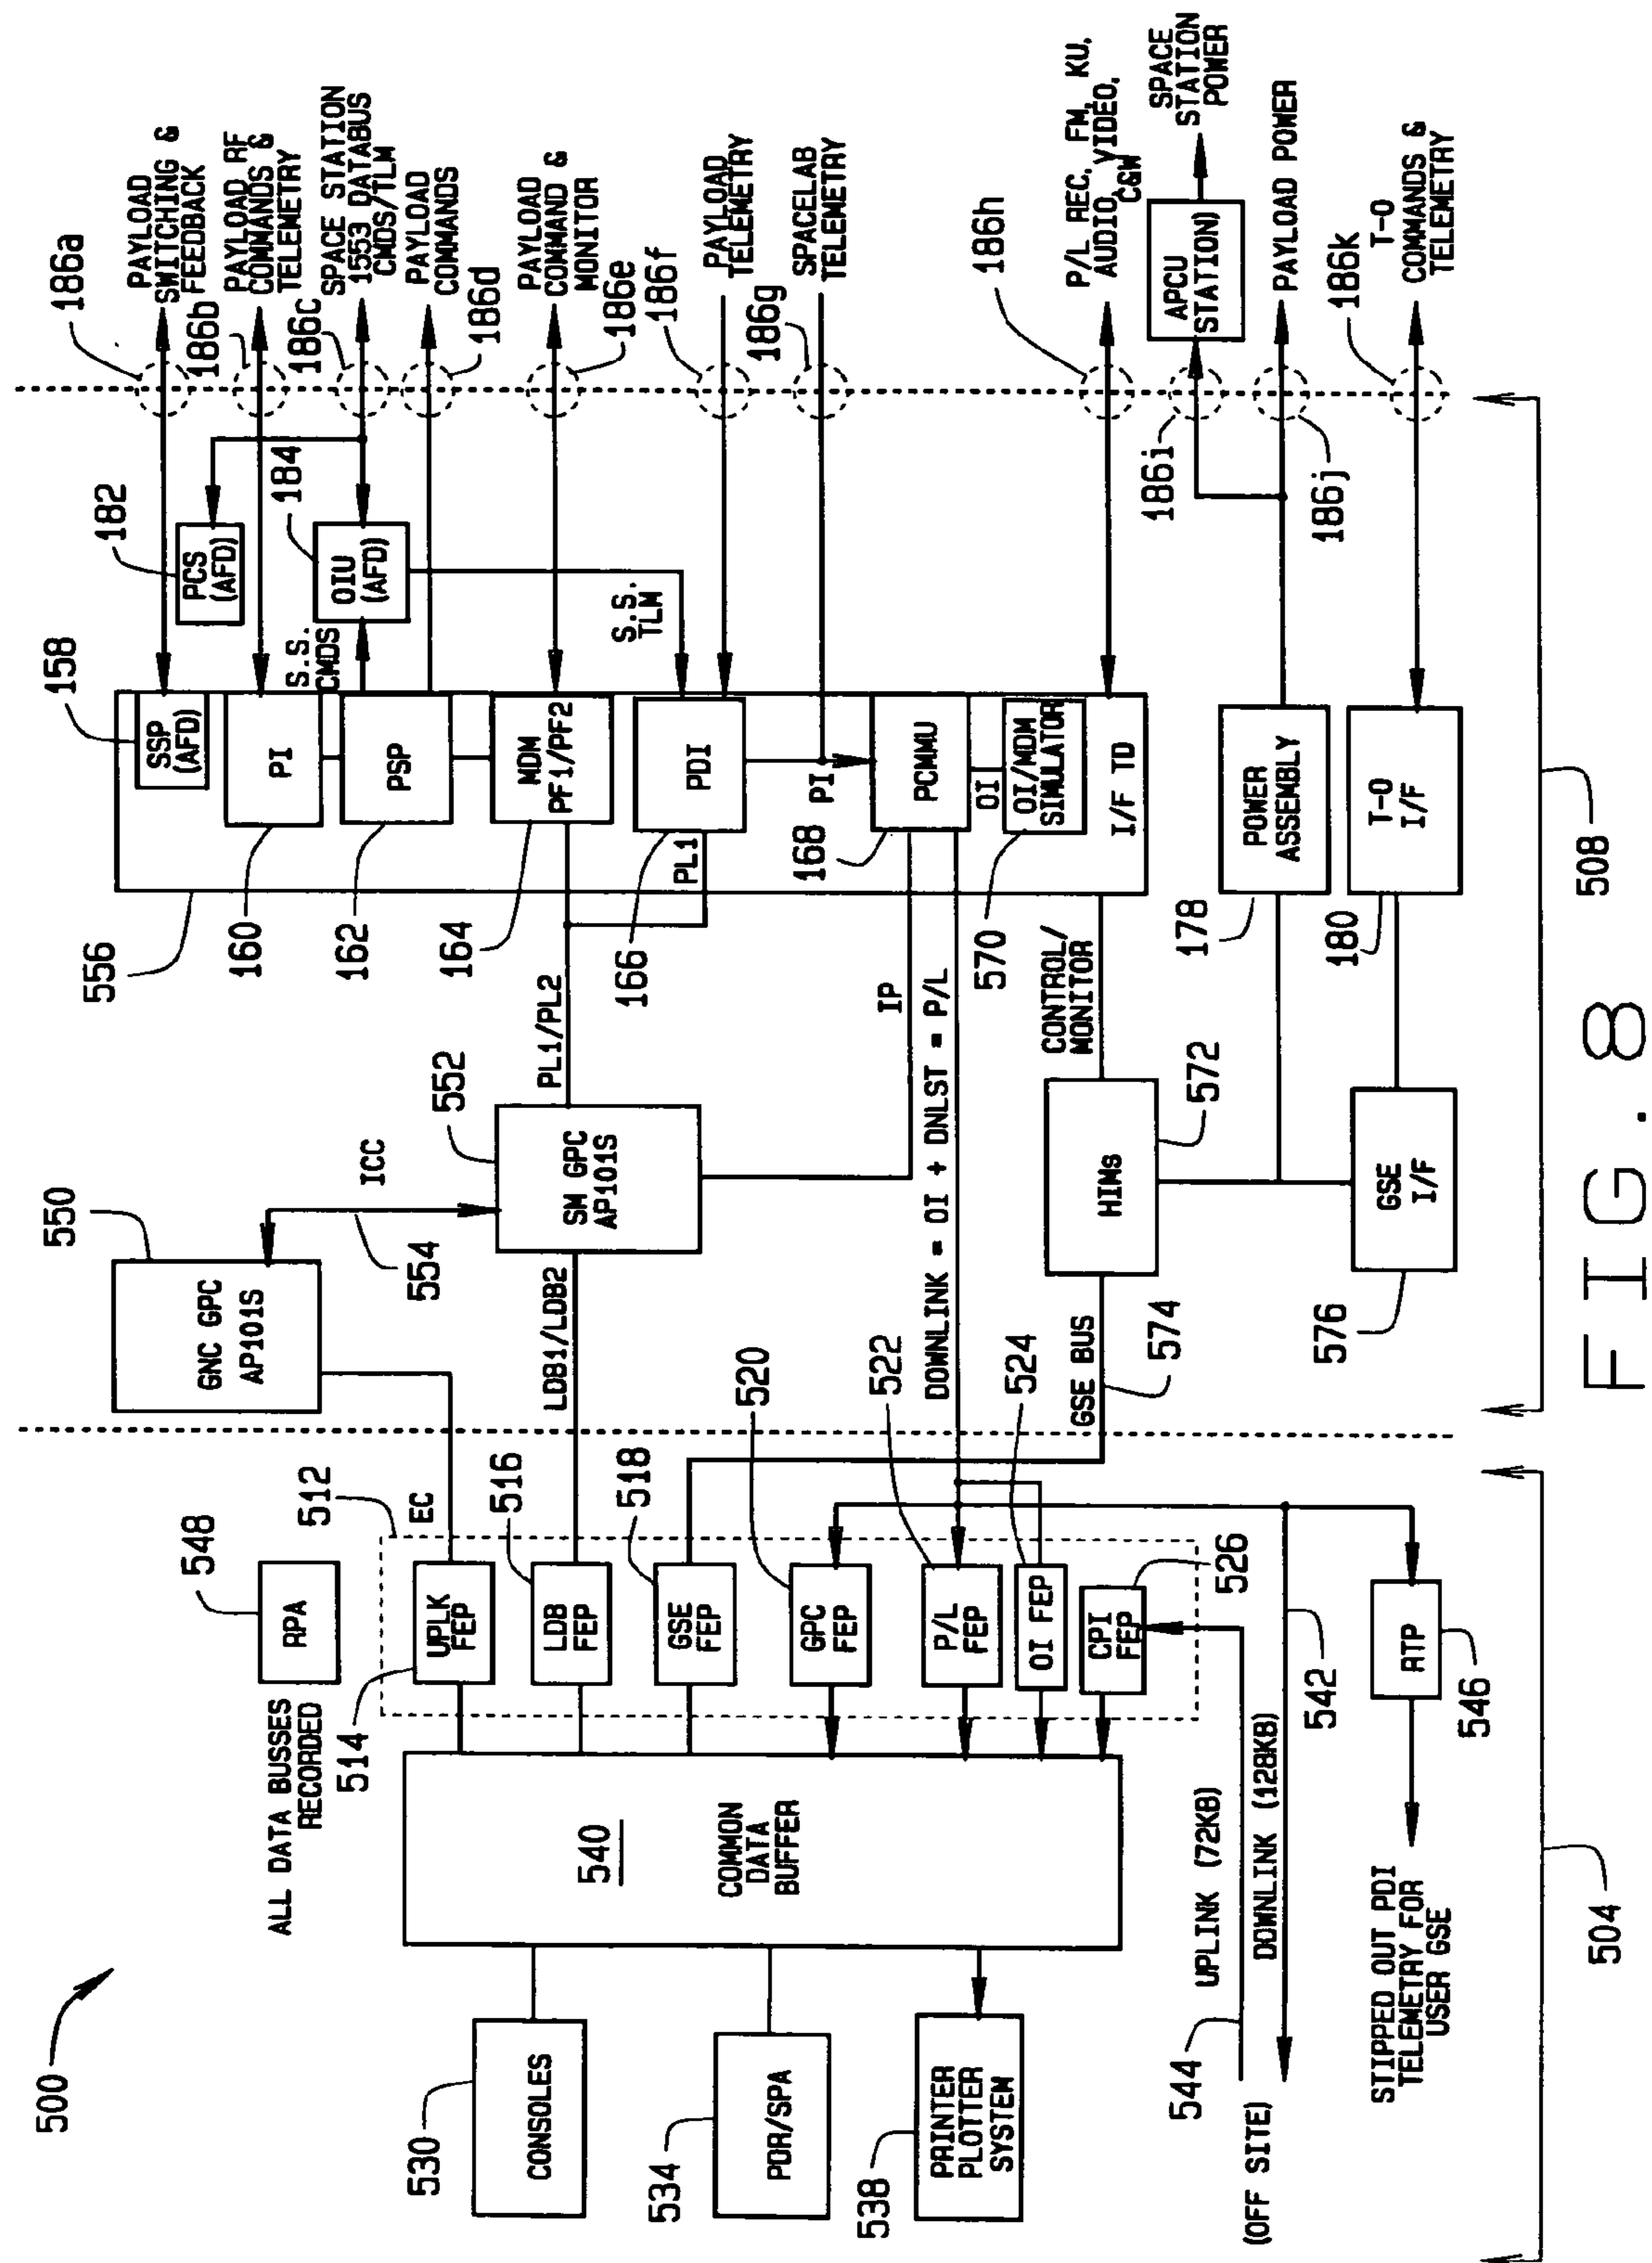 500
530
CONSOLES
534
PDR/SPA
538
PRINTER
PLOTTER
SYSTEM
544
(OFF SITE)
UPLINK (72KB)
DOWNLINK (128KB)
542
STIPPED OUT PDI
TELEMETRY FOR
USER GSE
504
540
COMMON
DATA
BUFFER
ALL DATA BUSSES
RECORDED
548
RPA
512
514
UPLK
FEP
EC
516
LDB
FEP
518
GSE
FEP
520
GPC
FEP
522
P/L
FEP
524
OI FEP
526
CPI
FEP
RTP
546
550
GNC GPC
AP101S
ICC
554
552
SM GPC
AP101S
LDB1/LDB2
PL1/PL2
IP
DOWNLINK = OI + DNLST = P/L
GSE BUS
574
HIMs
572
CONTROL/
MONITOR
576
GSE
I/F
556
158
SSP
(AFD)
160
PI
162
PSP
164
MDM
PF1/PF2
166
PDI
PL1
PI
168
PCMMU
OI
570
OI/MDM
SIMULATOR
I/F TD
178
POWER
ASSEMBLY
180
T-O
I/F
182
PCS
(AFD)
184
OIU
(AFD)
S.S.
CMDS
S.S.
TLM
186a
PAYLOAD
SWITCHING &
FEEDBACK
186b
PAYLOAD RF
COMMANDS &
TELEMETRY
186c
SPACE STATION
1553 DATABUS
CMDS/TLM
186d
PAYLOAD
COMMANDS
186e
PAYLOAD
COMMAND &
MONITOR
186f
PAYLOAD
TELEMETRY
186g
SPACELAB
TELEMETRY
186h
P/L REC, FM, KU,
AUDIO, VIDEO,
C&W
186i
APCU
STATION)
SPACE
STATION
POWER
186j
PAYLOAD POWER
186k
T-O
COMMANDS &
TELEMETRY
508
FIG. 8